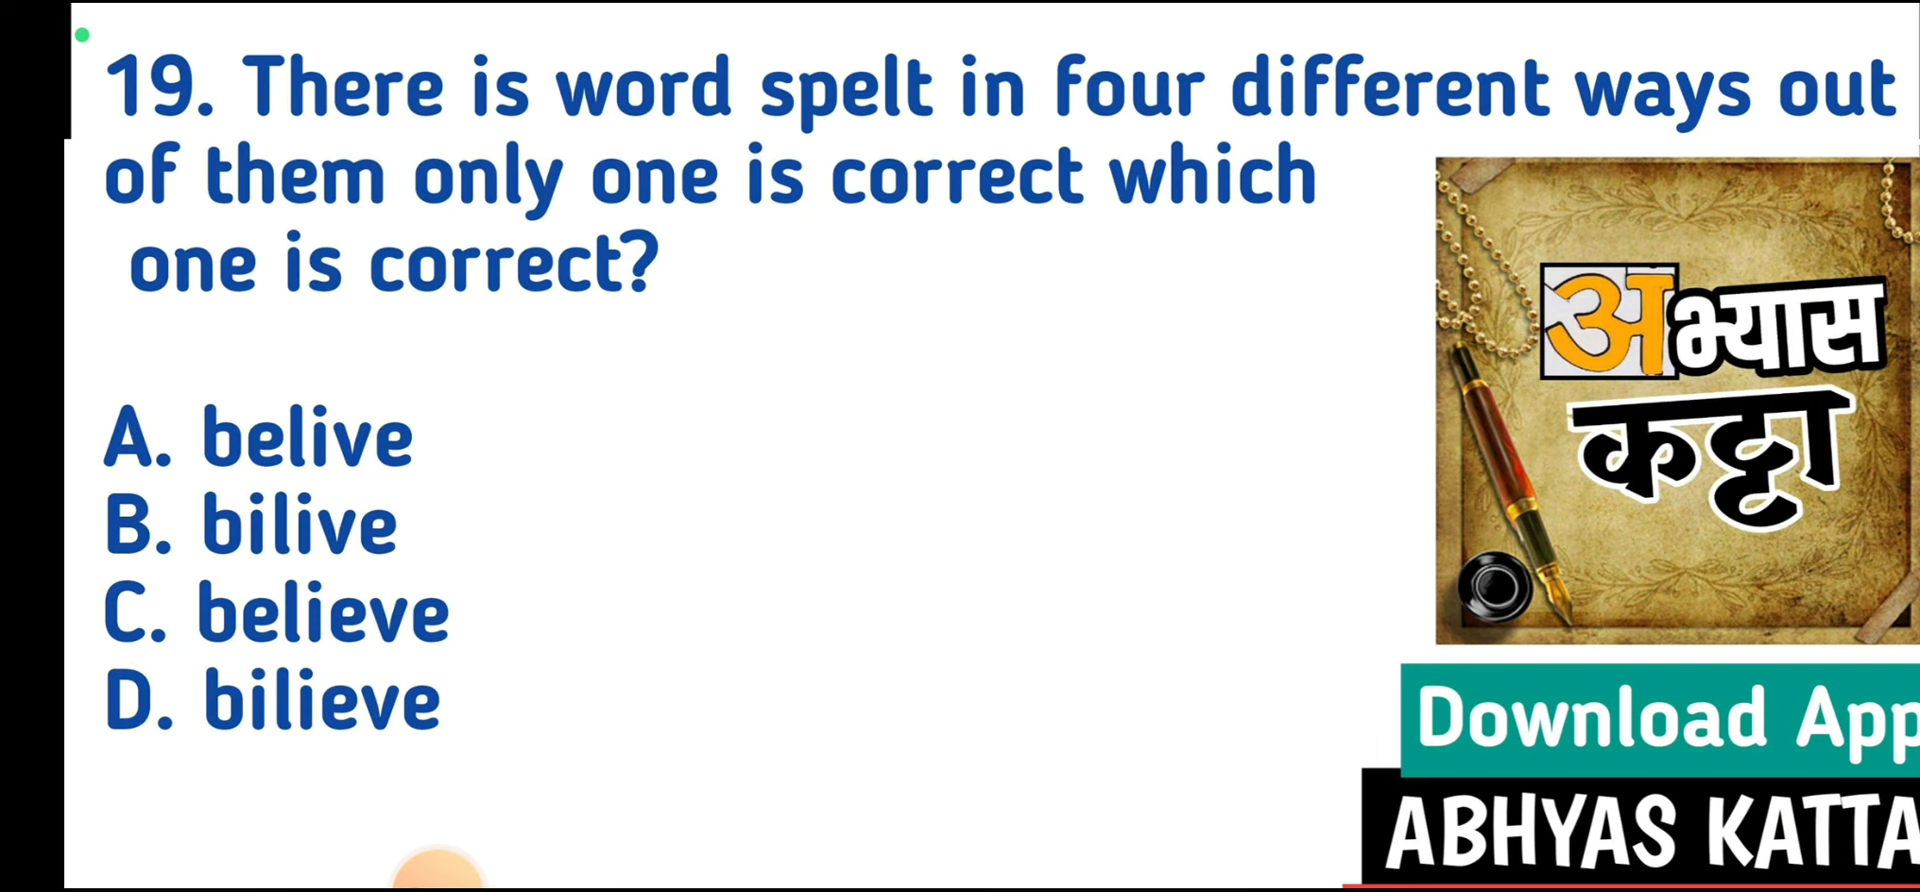 19. There is word spelt in four different ways out
of them only one is correct which
one is correct?
A. belive
B. bilive
C. believe
D. bilieve
अभ्यास
कट्टा
Download App
ABHYAS KATTA